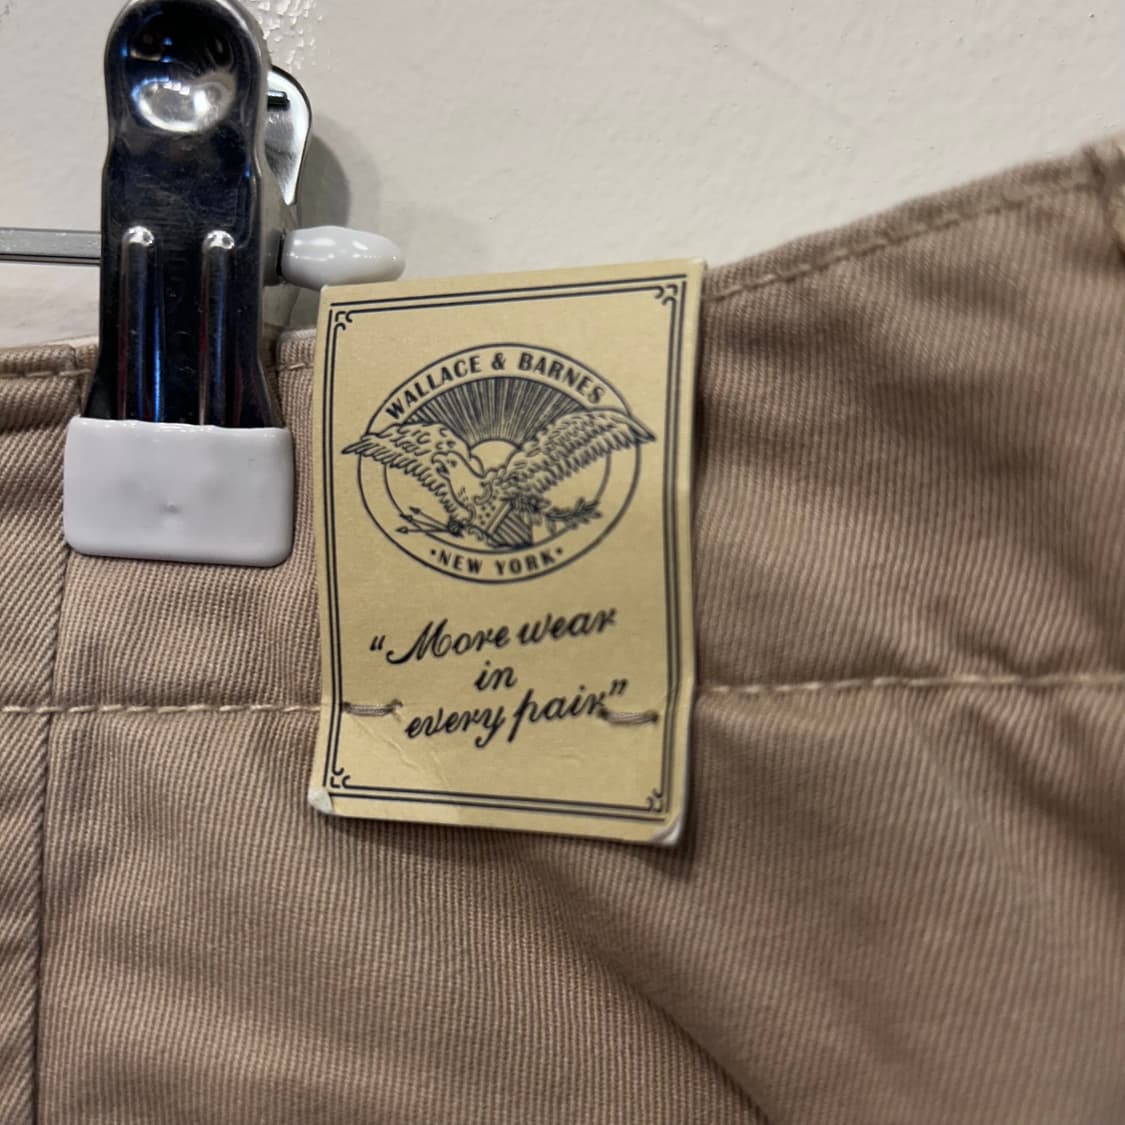 WALLACE & BARNES
• NEW YORK •
“More wear
in
every pair”